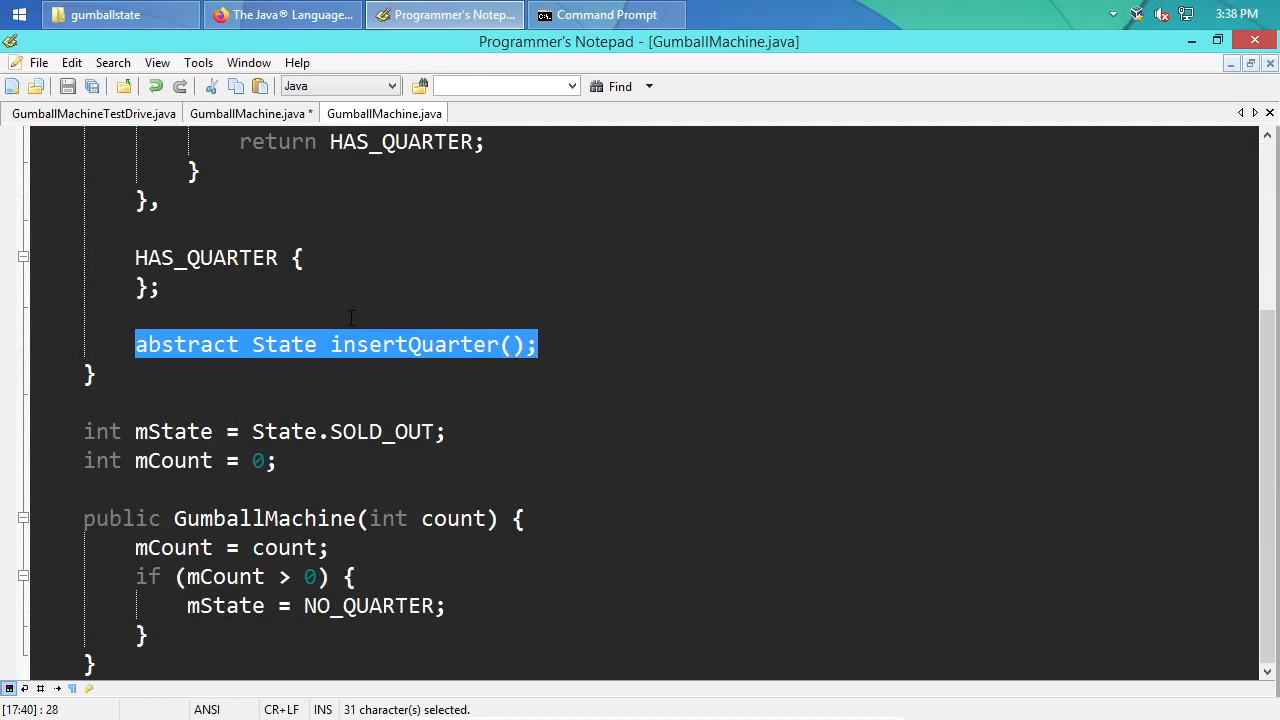 gumballstate
The Java® Language...
Programmer's Notep...
Command Prompt
3:38 PM
Programmer's Notepad - [GumballMachine.java]
File Edit Search View Tools Window Help
Java
Find
GumballMachineTestDrive.java
GumballMachine.java *
GumballMachine.java
return HAS_QUARTER;
}
},
HAS_QUARTER {
};
abstract State insertQuarter();
}
int mState = State.SOLD_OUT;
int mCount = 0;
public GumballMachine(int count) {
mCount = count;
if (mCount > 0) {
mState = NO_QUARTER;
}
}
[17:40] : 28
ANSI
CR+LF
INS
31 character(s) selected.